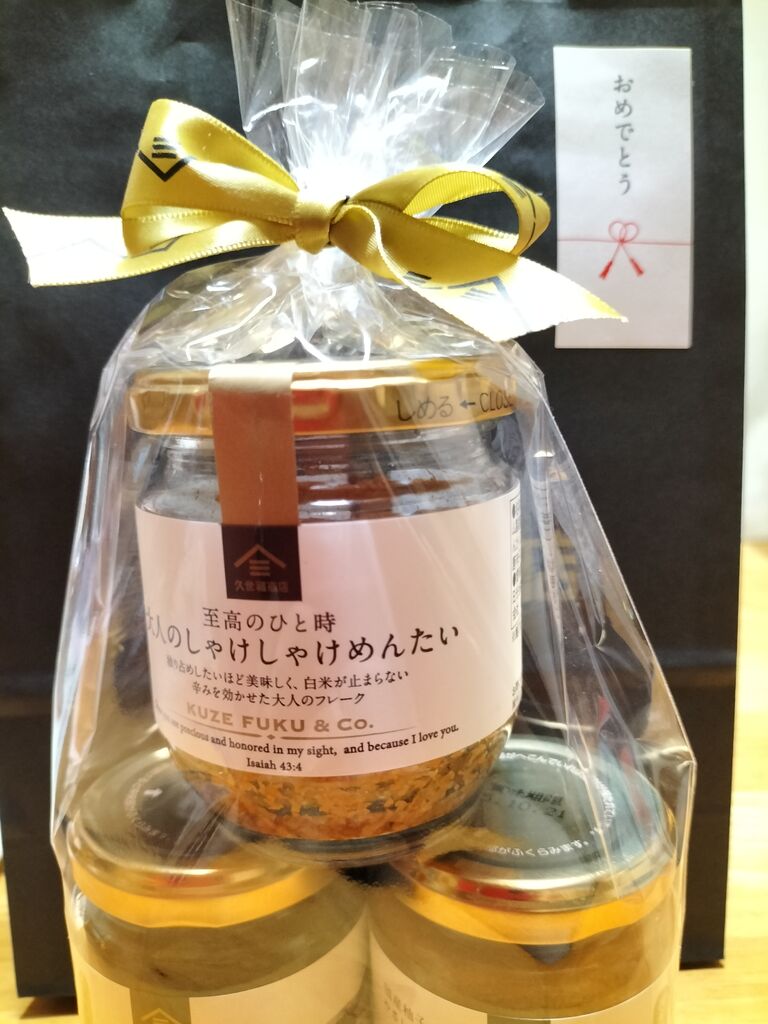 おめでとう
しめる ← CLOSE
久世福商店
至高のひと時
大人のしゃけしゃけめんたい
独り占めしたいほど美味しく、白米が止まらない
辛みを効かせた大人のフレーク
KUZE FUKU & Co.
are precious and honored in my sight, and because I love you.
Isaiah 43:4